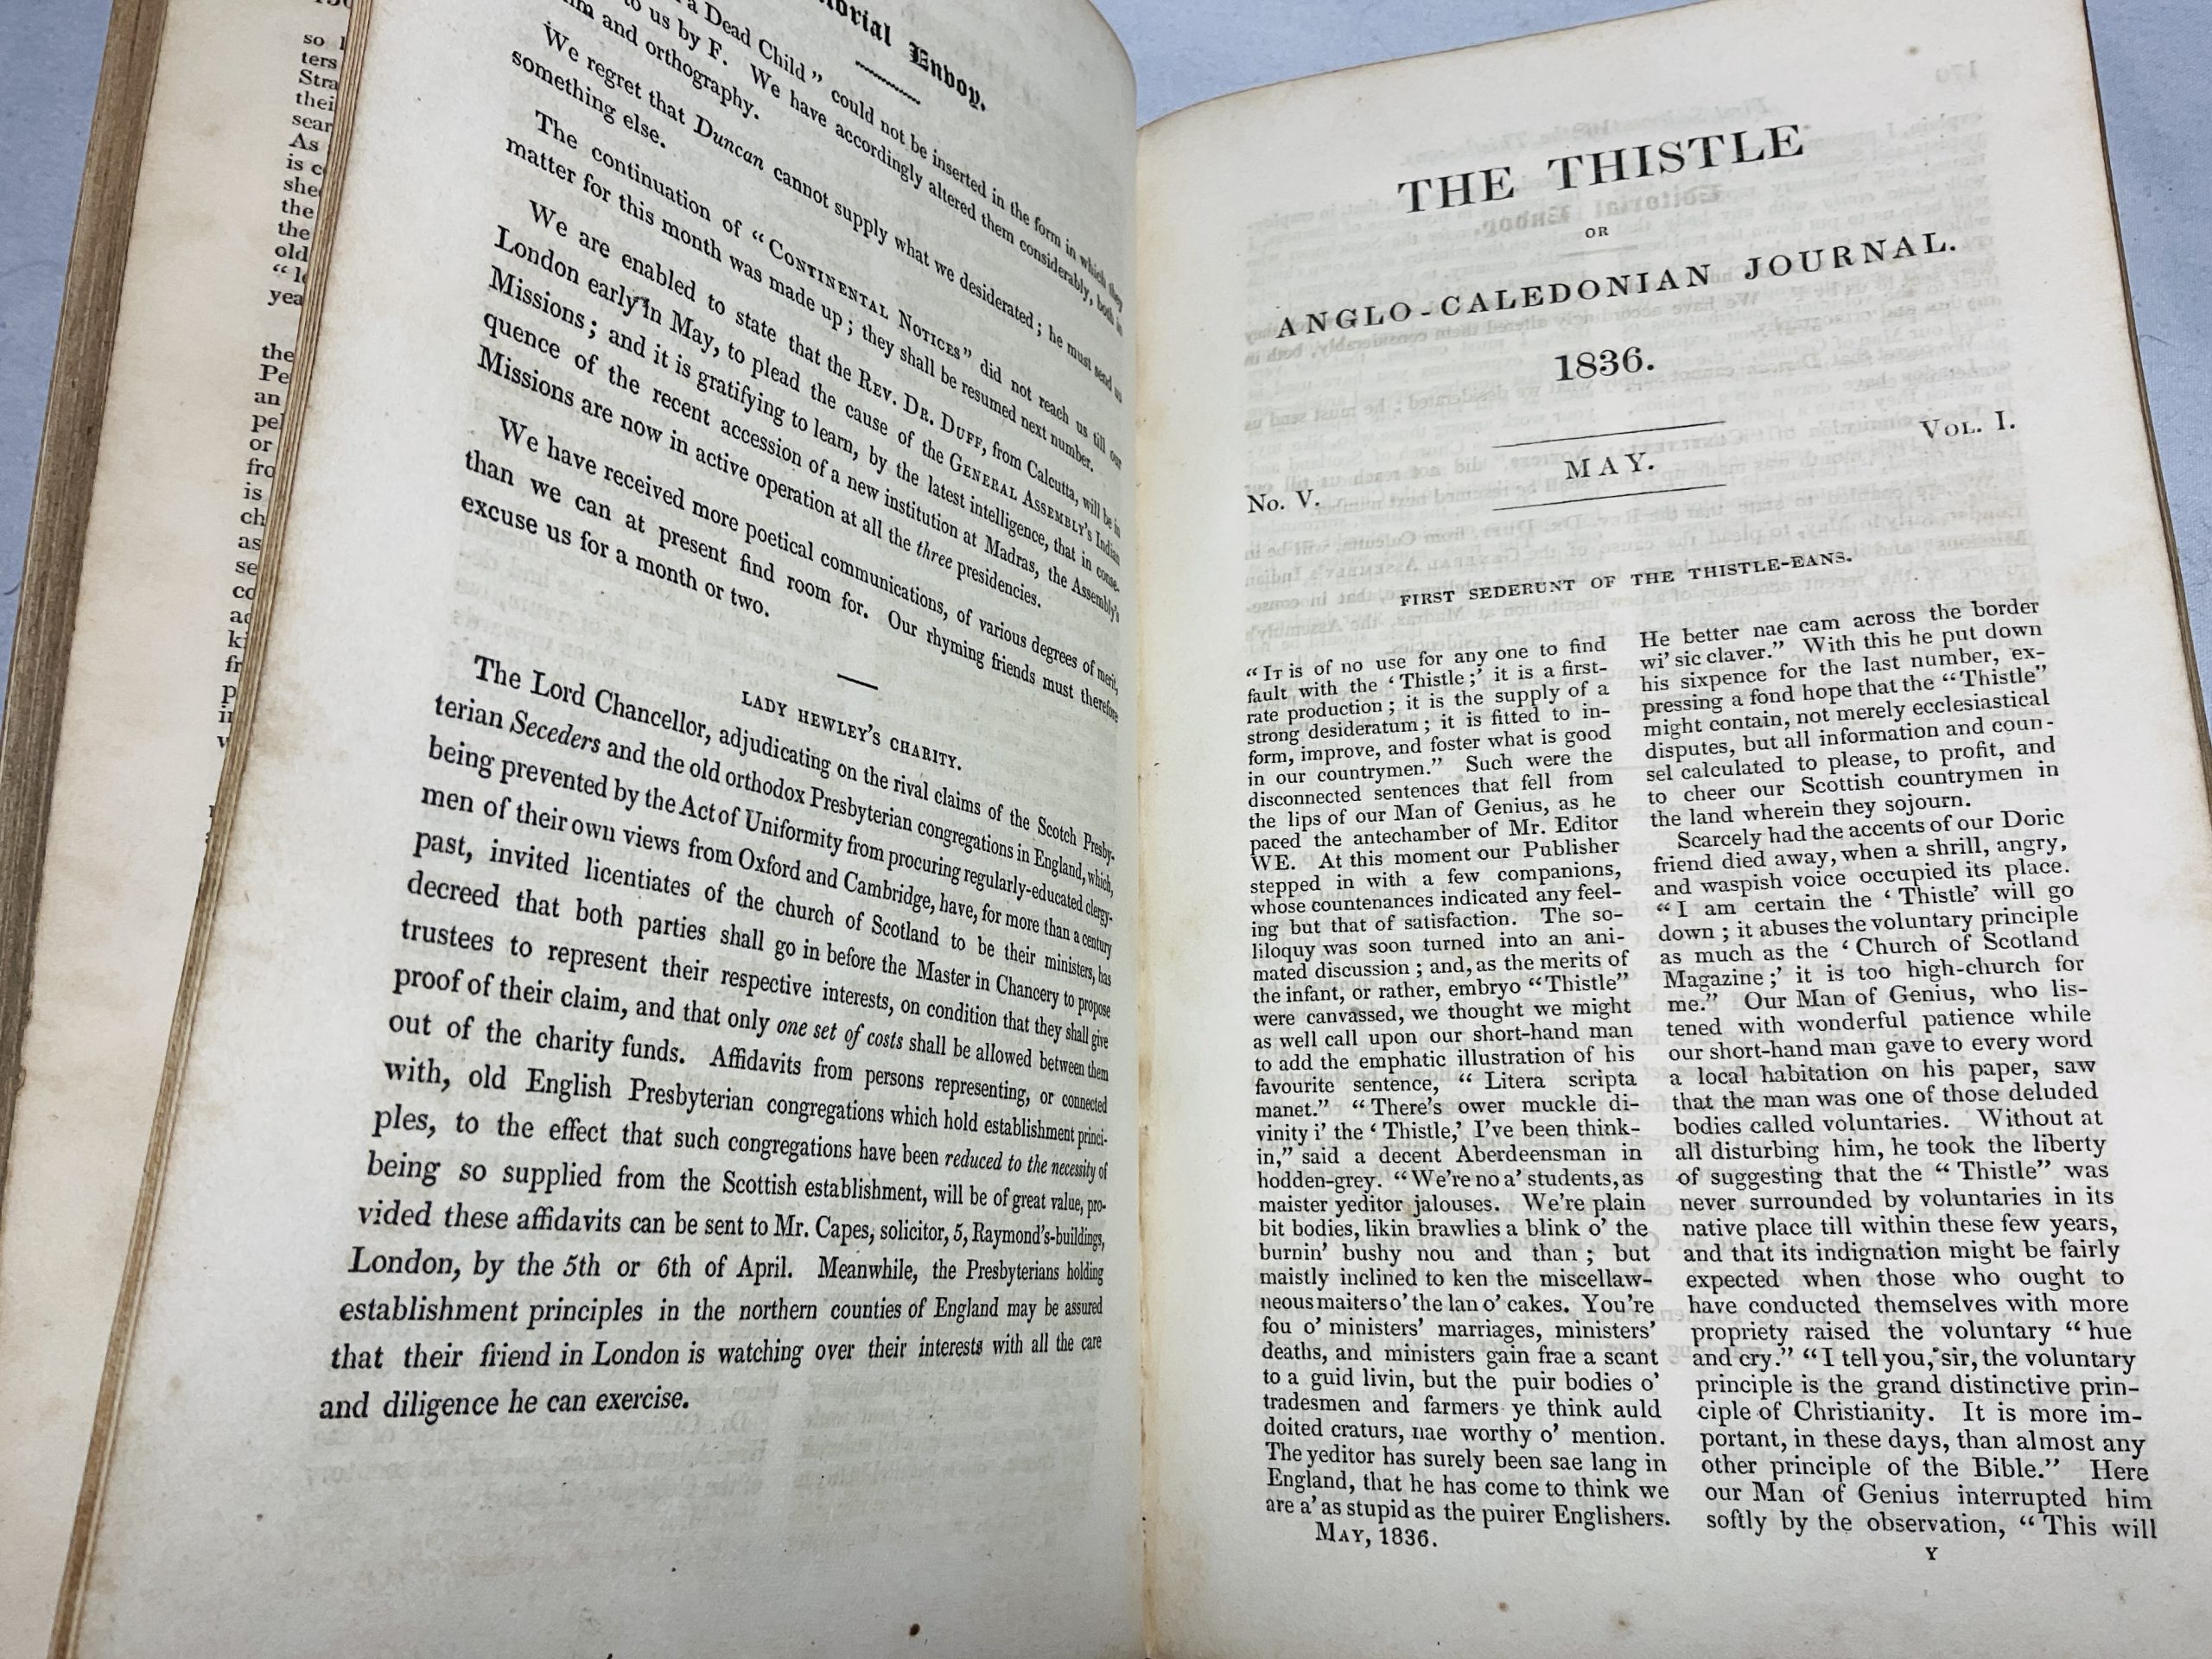 so
ters
Stra
thei
scar
As
is c
she
the
the
old
yea
the
Pe
an
pel
or
fro
is
ch
as
se
co
ac
ki
fr
p
in
w
orial Envoy.
a Dead Child” could not be inserted in the form in which they
to us by F. We have accordingly altered them considerably, both in
and orthography.
We regret that Duncan cannot supply what we desiderated; he must send us
something else.
The continuation of “CONTINENTAL NOTICES” did not reach us till our
matter for this month was made up; they shall be resumed next number.
We are enabled to state that the REV. DR. DUFF, from Calcutta, will be in
London early in May, to plead the cause of the GENERAL ASSEMBLY'S Indian
Missions; and it is gratifying to learn, by the latest intelligence, that in conse-
quence of the recent accession of a new institution at Madras, the Assembly's
Missions are now in active operation at all the three presidencies.
We have received more poetical communications, of various degrees of merit,
than we can at present find room for. Our rhyming friends must therefore
excuse us for a month or two.
LADY HEWLEY'S CHARITY.
The Lord Chancellor, adjudicating on the rival claims of the Scotch Presby-
terian Seceders and the old orthodox Presbyterian congregations in England, which,
being prevented by the Act of Uniformity from procuring regularly-educated clergy-
men of their own views from Oxford and Cambridge, have, for more than a century
past, invited licentiates of the church of Scotland to be their ministers, has
decreed that both parties shall go in before the Master in Chancery to propose
trustees to represent their respective interests, on condition that they shall give
proof of their claim, and that only one set of costs shall be allowed between them
out of the charity funds. Affidavits from persons representing, or connected
with, old English Presbyterian congregations which hold establishment princi-
ples, to the effect that such congregations have been reduced to the necessity of
being so supplied from the Scottish establishment, will be of great value, pro-
vided these affidavits can be sent to Mr. Capes, solicitor, 5, Raymond's-buildings,
London, by the 5th or 6th of April. Meanwhile, the Presbyterians holding
establishment principles in the northern counties of England may be assured
that their friend in London is watching over their interests with all the care
and diligence he can exercise.
THE THISTLE
OR
ANGLO-CALEDONIAN JOURNAL.
1836.
No. V. MAY. VOL. I.
FIRST SEDERUNT OF THE THISTLE-EANS.
“IT is of no use for any one to find
fault with the ‘Thistle;’ it is a first-
rate production; it is the supply of a
strong desideratum; it is fitted to in-
form, improve, and foster what is good
in our countrymen.” Such were the
disconnected sentences that fell from
the lips of our Man of Genius, as he
paced the antechamber of Mr. Editor
WE. At this moment our Publisher
stepped in with a few companions,
whose countenances indicated any feel-
ing but that of satisfaction. The so-
liloquy was soon turned into an ani-
mated discussion; and, as the merits of
the infant, or rather, embryo “Thistle”
were canvassed, we thought we might
as well call upon our short-hand man
to add the emphatic illustration of his
favourite sentence, “Litera scripta
manet.” “There's ower muckle di-
vinity i' the ‘Thistle,’ I've been think-
in,” said a decent Aberdeensman in
hodden-grey. “We're no a' students, as
maister yeditor jalouses. We're plain
bit bodies, likin brawlies a blink o' the
burnin' bushy nou and than; but
maistly inclined to ken the miscellaw-
neous maiters o' the lan o' cakes. You're
fou o' ministers' marriages, ministers'
deaths, and ministers gain frae a scant
to a guid livin, but the puir bodies o'
tradesmen and farmers ye think auld
doited craturs, nae worthy o' mention.
The yeditor has surely been sae lang in
England, that he has come to think we
are a' as stupid as the puirer Englishers.
MAY, 1836.
He better nae cam across the border
wi' sic claver.” With this he put down
his sixpence for the last number, ex-
pressing a fond hope that the “Thistle”
might contain, not merely ecclesiastical
disputes, but all information and coun-
sel calculated to please, to profit, and
to cheer our Scottish countrymen in
the land wherein they sojourn.
Scarcely had the accents of our Doric
friend died away, when a shrill, angry,
and waspish voice occupied its place.
“I am certain the ‘Thistle’ will go
down; it abuses the voluntary principle
as much as the ‘Church of Scotland
Magazine;’ it is too high-church for
me.” Our Man of Genius, who lis-
tened with wonderful patience while
our short-hand man gave to every word
a local habitation on his paper, saw
that the man was one of those deluded
bodies called voluntaries. Without at
all disturbing him, he took the liberty
of suggesting that the “Thistle” was
never surrounded by voluntaries in its
native place till within these few years,
and that its indignation might be fairly
expected when those who ought to
have conducted themselves with more
propriety raised the voluntary “hue
and cry.” “I tell you, sir, the voluntary
principle is the grand distinctive prin-
ciple of Christianity. It is more im-
portant, in these days, than almost any
other principle of the Bible.” Here
our Man of Genius interrupted him
softly by the observation, “This will
Y